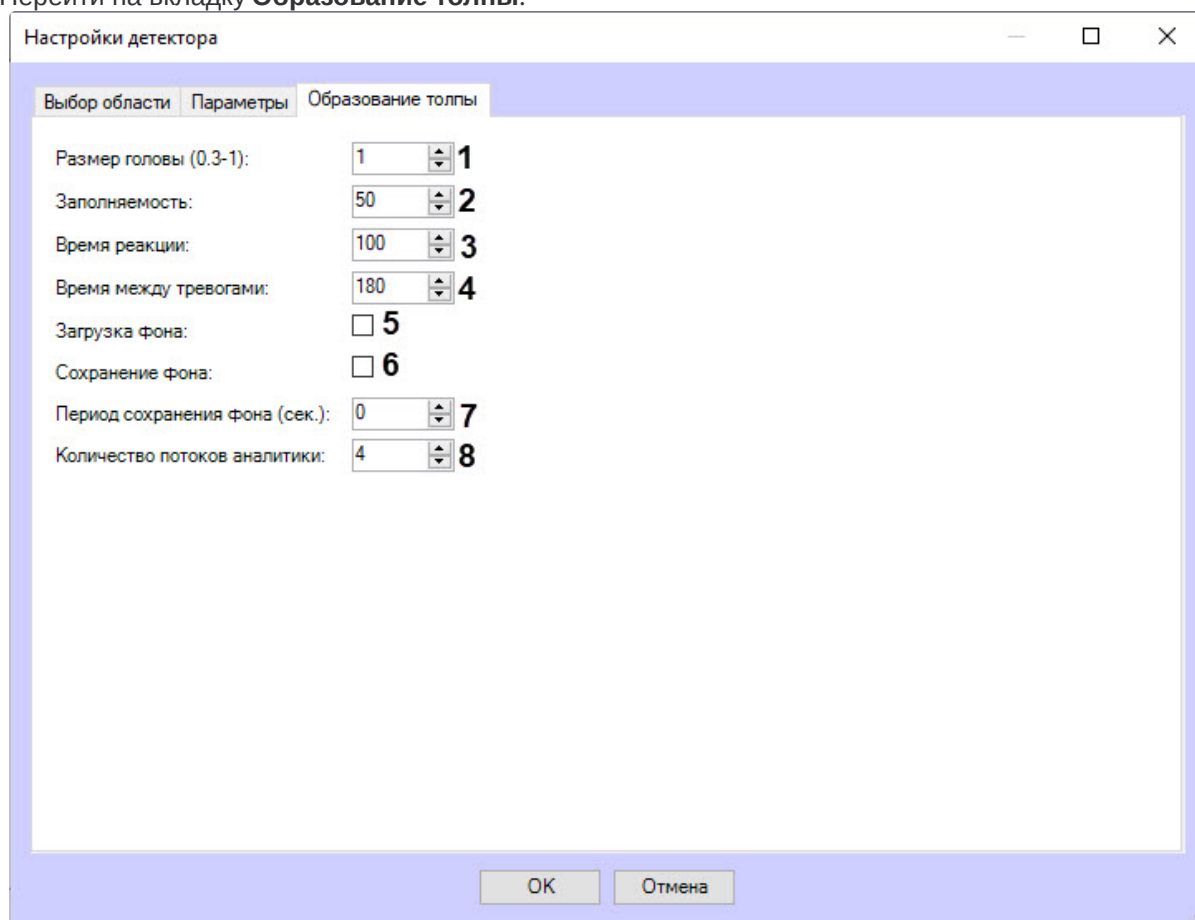 Перейти на вкладку Образование толпы.
Настройки детектора
Выбор области Параметры Образование толпы
Размер головы (0.3-1): 1 1
Заполняемость: 50 2
Время реакции: 100 3
Время между тревогами: 180 4
Загрузка фона: 5
Сохранение фона: 6
Период сохранения фона (сек.): 0 7
Количество потоков аналитики: 4 8
OK Отмена